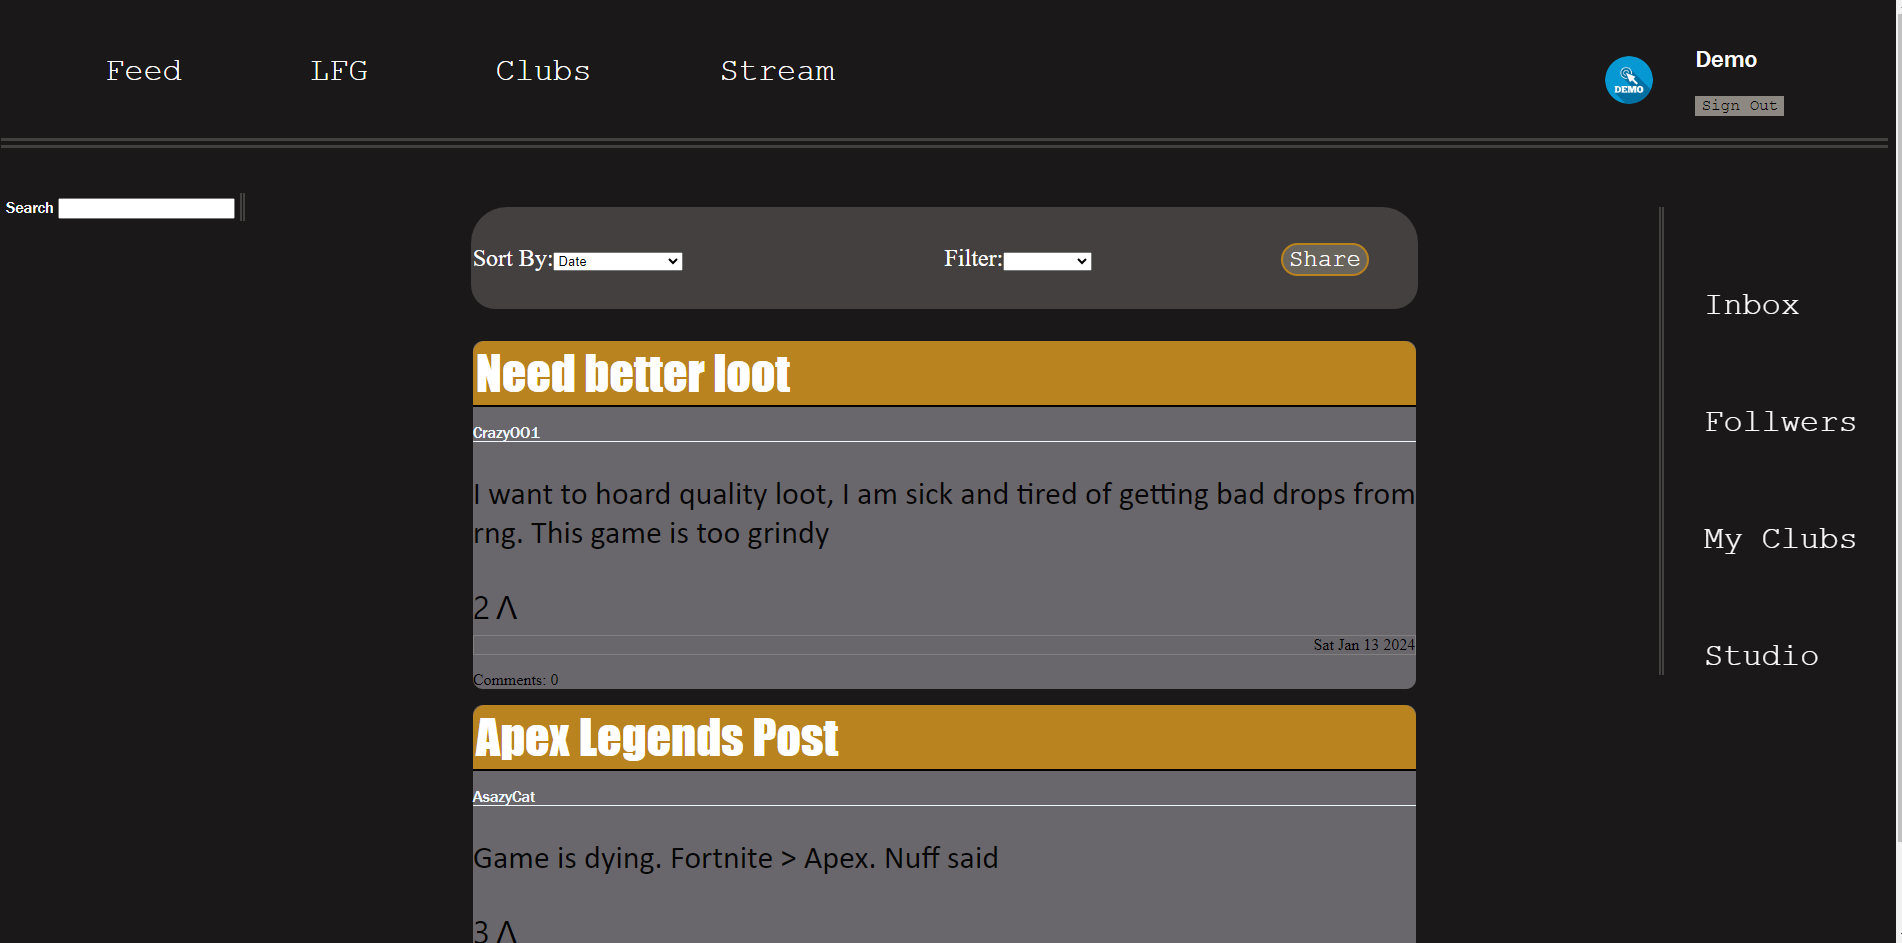 Feed LFG Clubs Stream
DEMO
Demo
Sign Out
Search
Sort By: Date Filter: Share
Need better loot
Crazy001
I want to hoard quality loot, I am sick and tired of getting bad drops from
rng. This game is too grindy
2 Λ
Sat Jan 13 2024
Comments: 0
Apex Legends Post
AsazyCat
Game is dying. Fortnite > Apex. Nuff said
3 Λ
Inbox
Follwers
My Clubs
Studio